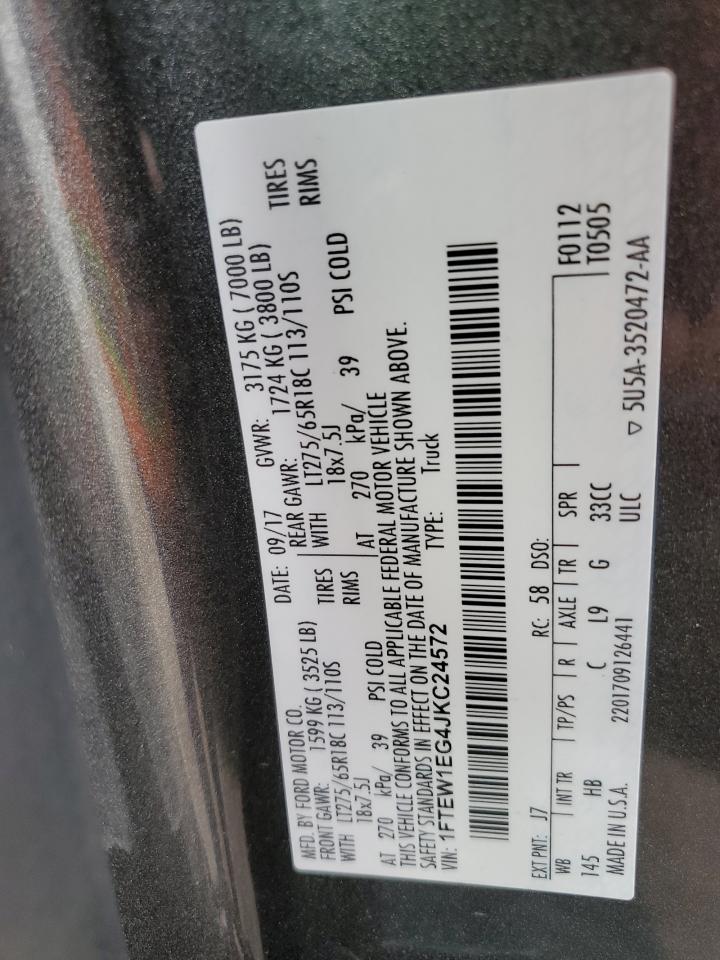 MFD. BY FORD MOTOR CO.
DATE: 09/17 GVWR: 3175 KG ( 7000 LB)
FRONT GAWR: 1599 KG ( 3525 LB) REAR GAWR: 1724 KG ( 3800 LB)
WITH LT275/65R18C 113/110S TIRES WITH LT275/65R18C 113/110S TIRES
18x7.5J RIMS 18x7.5J RIMS
AT 270 kPa/ 39 PSI COLD AT 270 kPa/ 39 PSI COLD
THIS VEHICLE CONFORMS TO ALL APPLICABLE FEDERAL MOTOR VEHICLE
SAFETY STANDARDS IN EFFECT ON THE DATE OF MANUFACTURE SHOWN ABOVE.
VIN: 1FTEW1EG4JKC24572 TYPE: Truck
EXT PNT: J7 RC: 58 DSO: F0112
WB INT TR TP/PS R AXLE TR SPR T0505
145 HB C L9 G 33CC
MADE IN U.S.A. 2201709126441 ULC ▽ 5U5A-3520472-AA